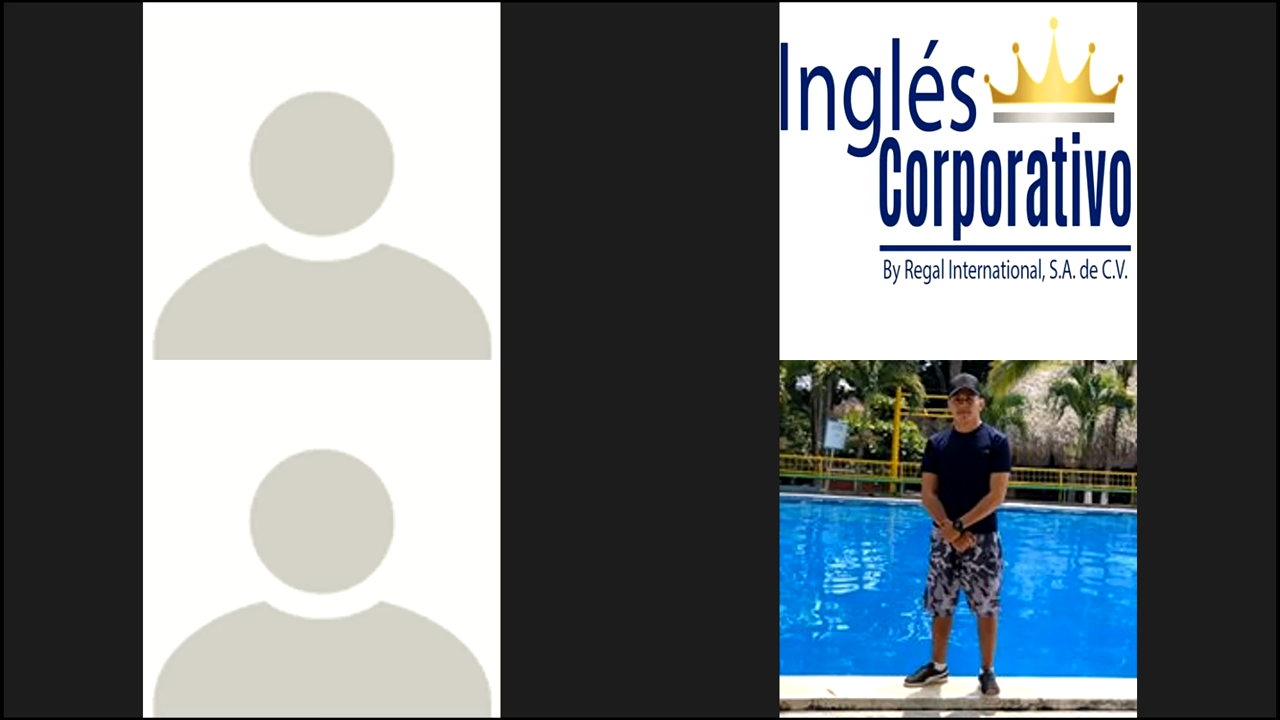 Inglés
Corporativo
By Regal International, S.A. de C.V.